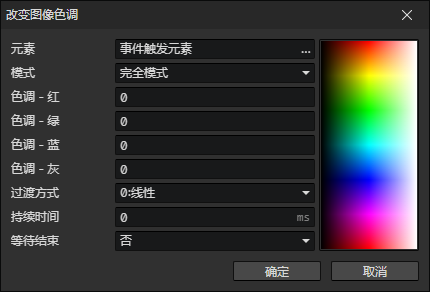 改变图像色调
元素 事件触发元素 ...
模式 完全模式
色调 - 红 0
色调 - 绿 0
色调 - 蓝 0
色调 - 灰 0
过渡方式 0:线性
持续时间 0 ms
等待结束 否
确定 取消